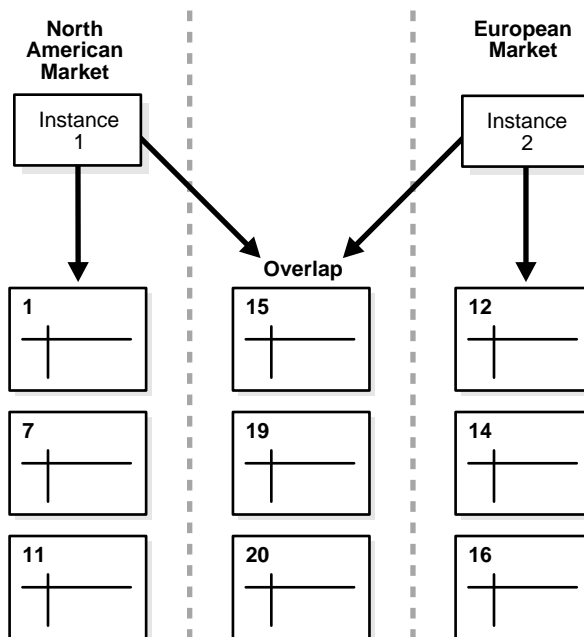 North
American
Market
European
Market
Instance
1
Instance
2
Overlap
1
15
12
7
19
14
11
20
16